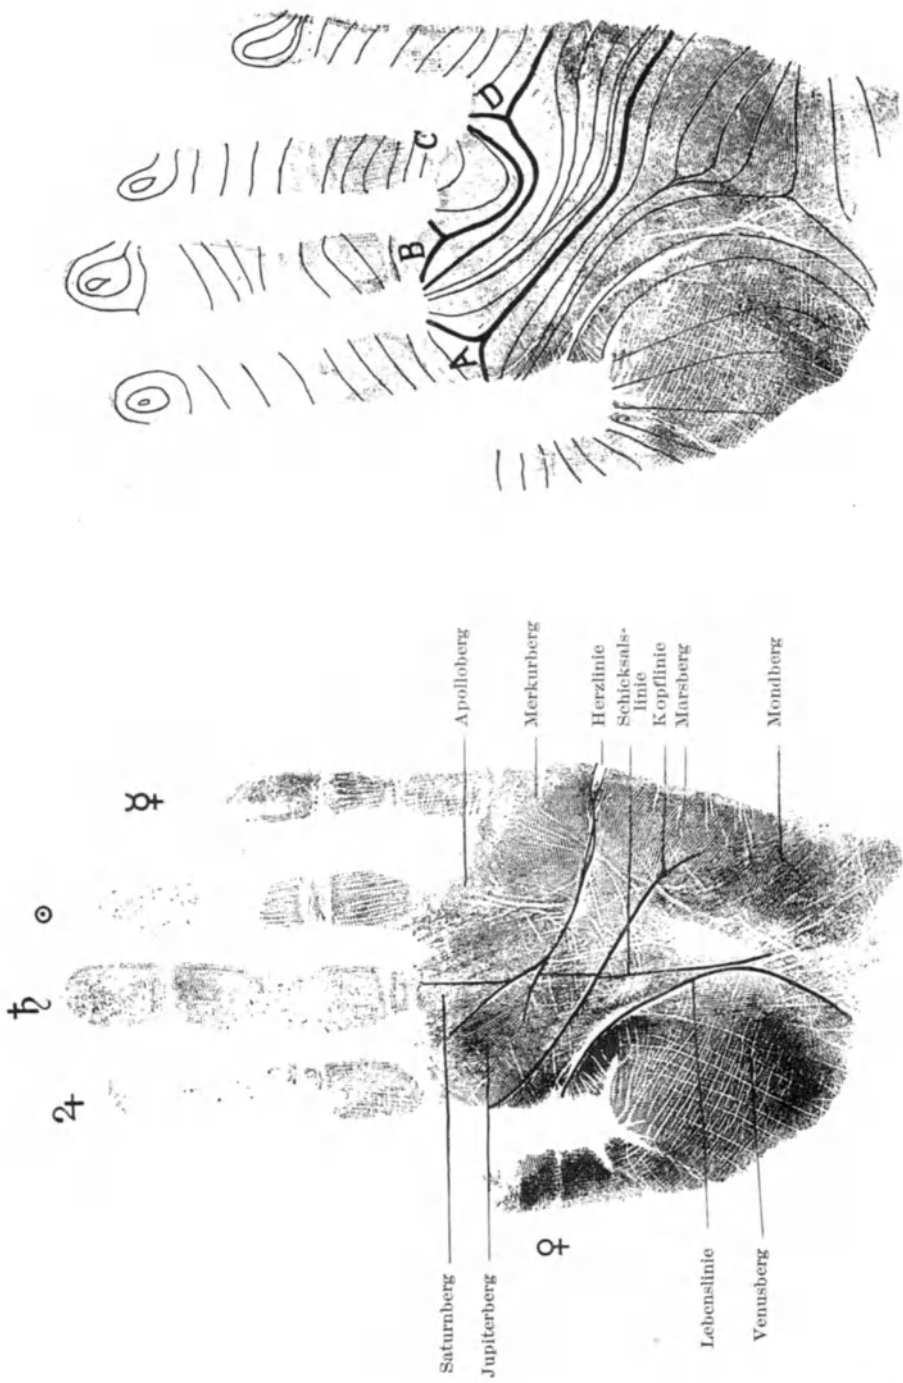 ♃
♄
☉
☿
♀
Saturnberg
Jupiterberg
Lebenslinie
Venusberg
Apolloberg
Merkurberg
Herzlinie
Schicksals-
linie
Kopflinie
Marsberg
Mondberg
A
B
C
D